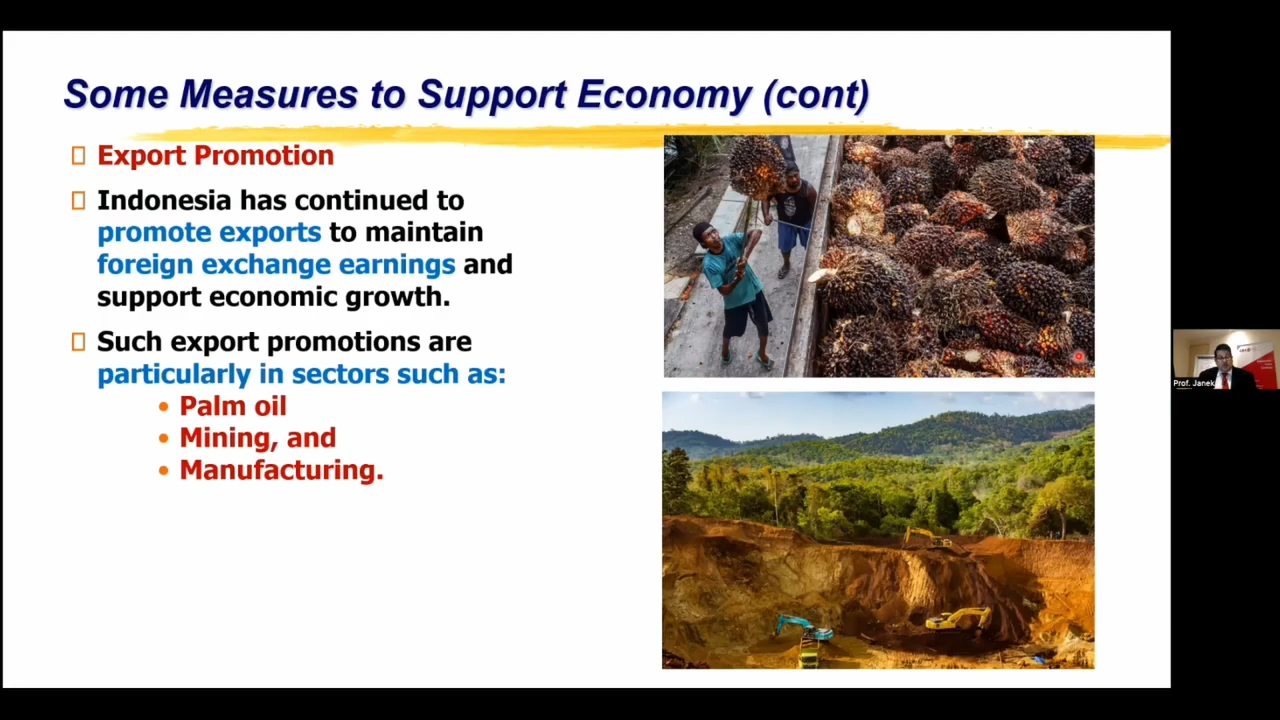 Some Measures to Support Economy (cont)
Export Promotion
Indonesia has continued to
promote exports to maintain
foreign exchange earnings and
support economic growth.
Such export promotions are
particularly in sectors such as:
• Palm oil
• Mining, and
• Manufacturing.
Prof. Janek